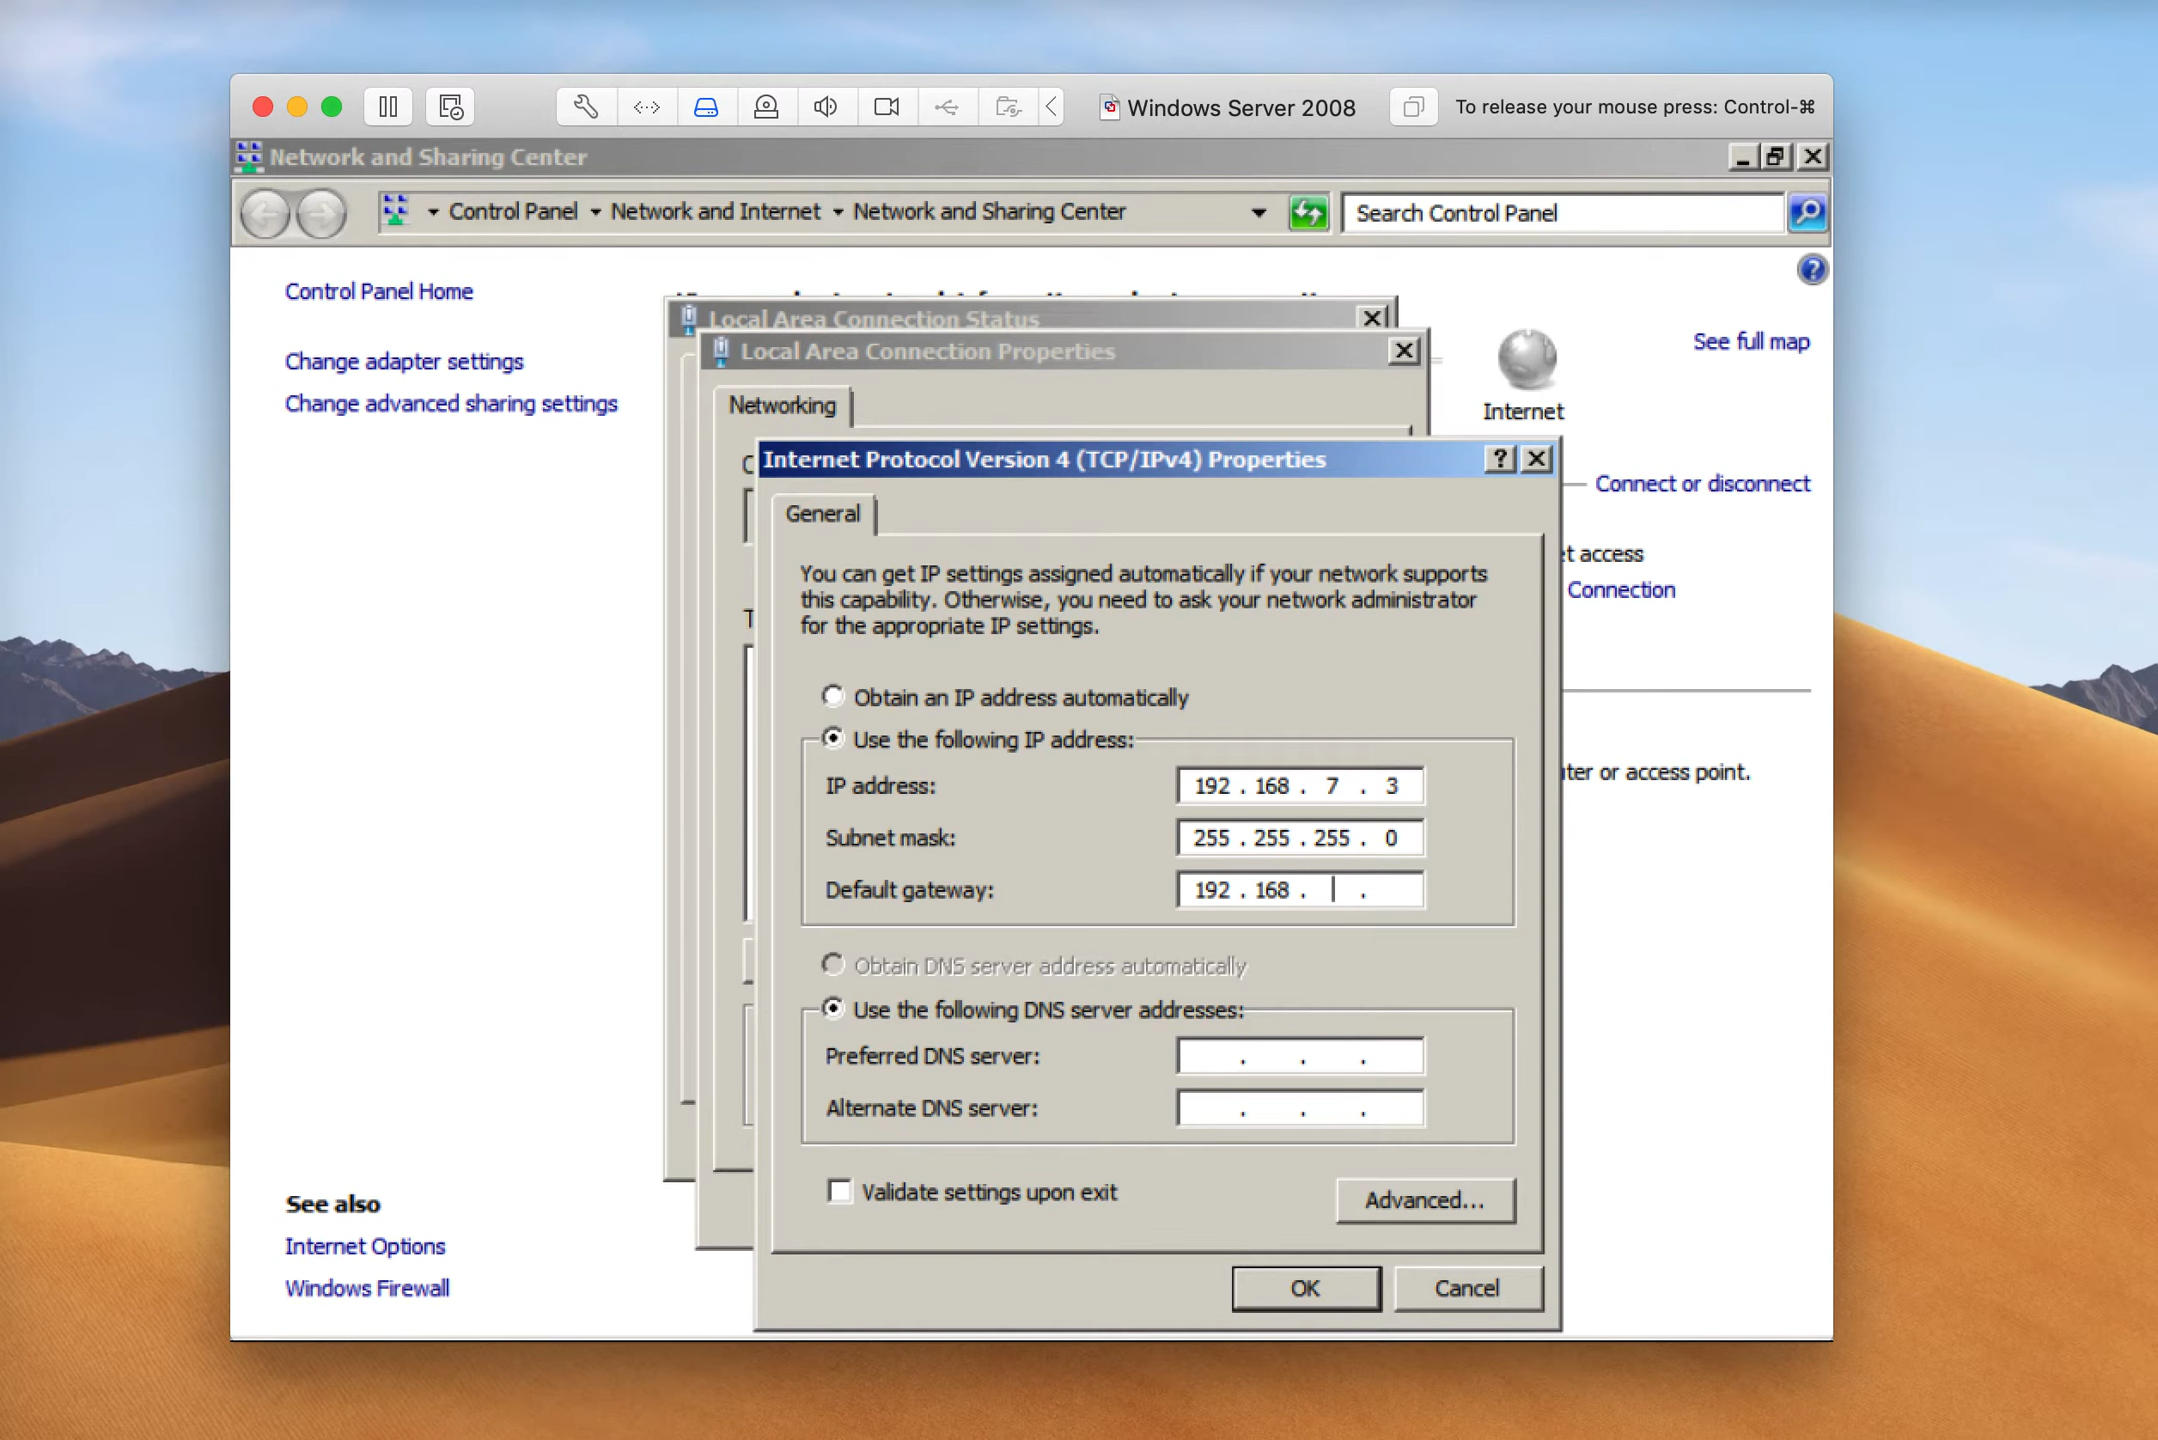 Windows Server 2008
To release your mouse press: Control-⌘
Network and Sharing Center
Control Panel Network and Internet Network and Sharing Center
Search Control Panel
Control Panel Home
Change adapter settings
Change advanced sharing settings
See also
Internet Options
Windows Firewall
See full map
Internet
Connect or disconnect
access
Connection
or access point.
Local Area Connection Status
Local Area Connection Properties
Networking
Internet Protocol Version 4 (TCP/IPv4) Properties
General
You can get IP settings assigned automatically if your network supports
this capability. Otherwise, you need to ask your network administrator
for the appropriate IP settings.
Obtain an IP address automatically
Use the following IP address:
IP address: 192 . 168 . 7 . 3
Subnet mask: 255 . 255 . 255 . 0
Default gateway: 192 . 168 . .
Obtain DNS server address automatically
Use the following DNS server addresses:
Preferred DNS server: . . .
Alternate DNS server: . . .
Validate settings upon exit
Advanced...
OK
Cancel